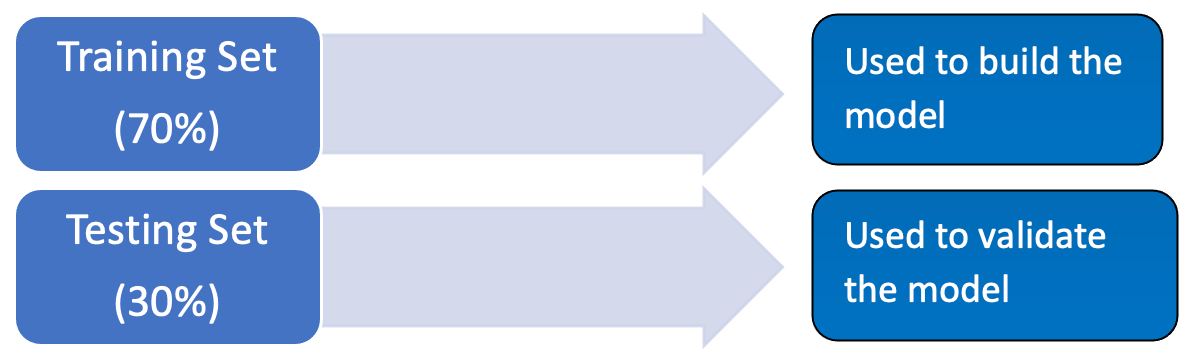 Training Set
(70%)
Used to build the
model
Testing Set
(30%)
Used to validate
the model